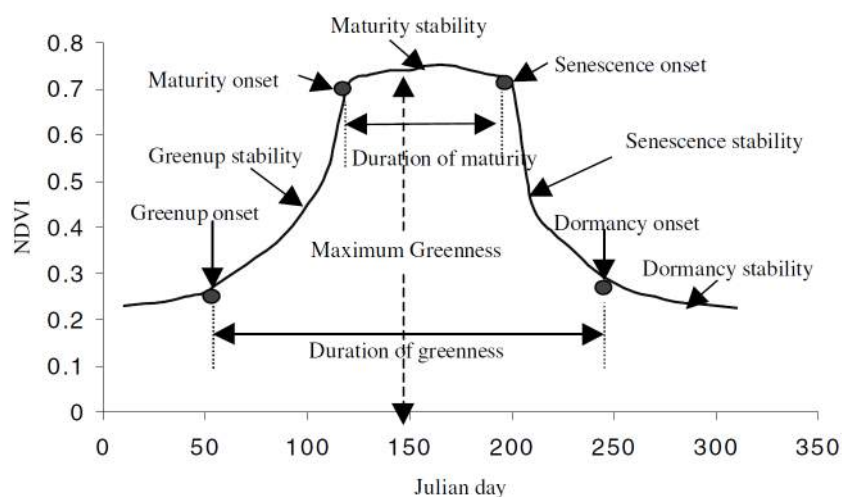 Maturity stability
0.8
Maturity onset
Senescence onset
0.7
0.6
Greenup stability
Duration of maturity
Senescence stability
0.5
Greenup onset
Dormancy onset
0.4
NDVI
Maximum Greenness
0.3
Dormancy stability
0.2
Duration of greenness
0.1
0
0 50 100 150 200 250 300 350
Julian day